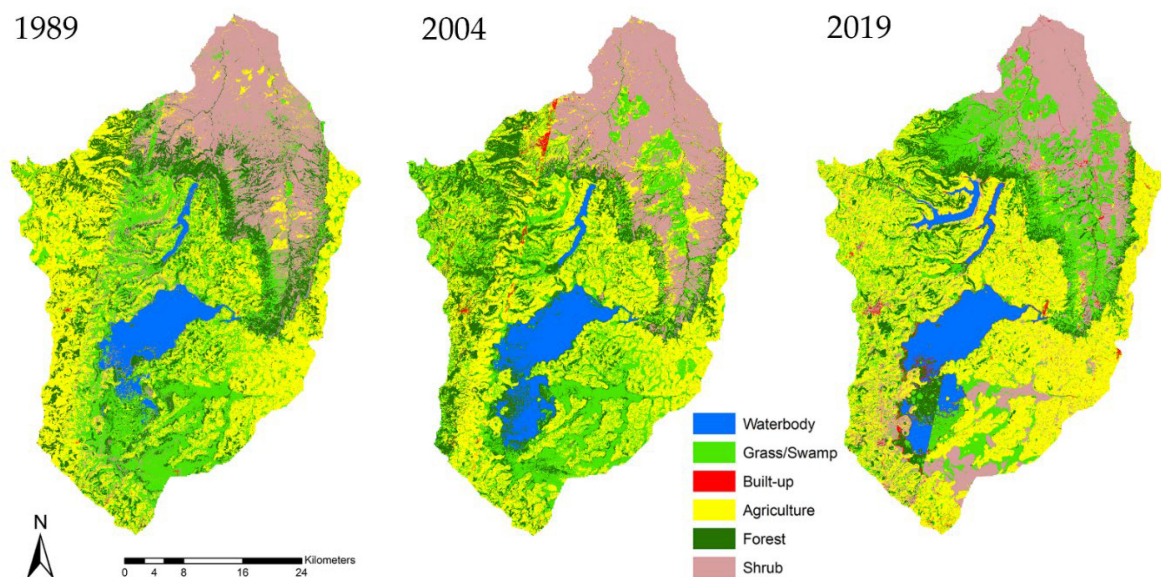 1989
2004
2019
Waterbody
Grass/Swamp
Built-up
Agriculture
Forest
Shrub
N
Kilometers
0 4 8 16 24